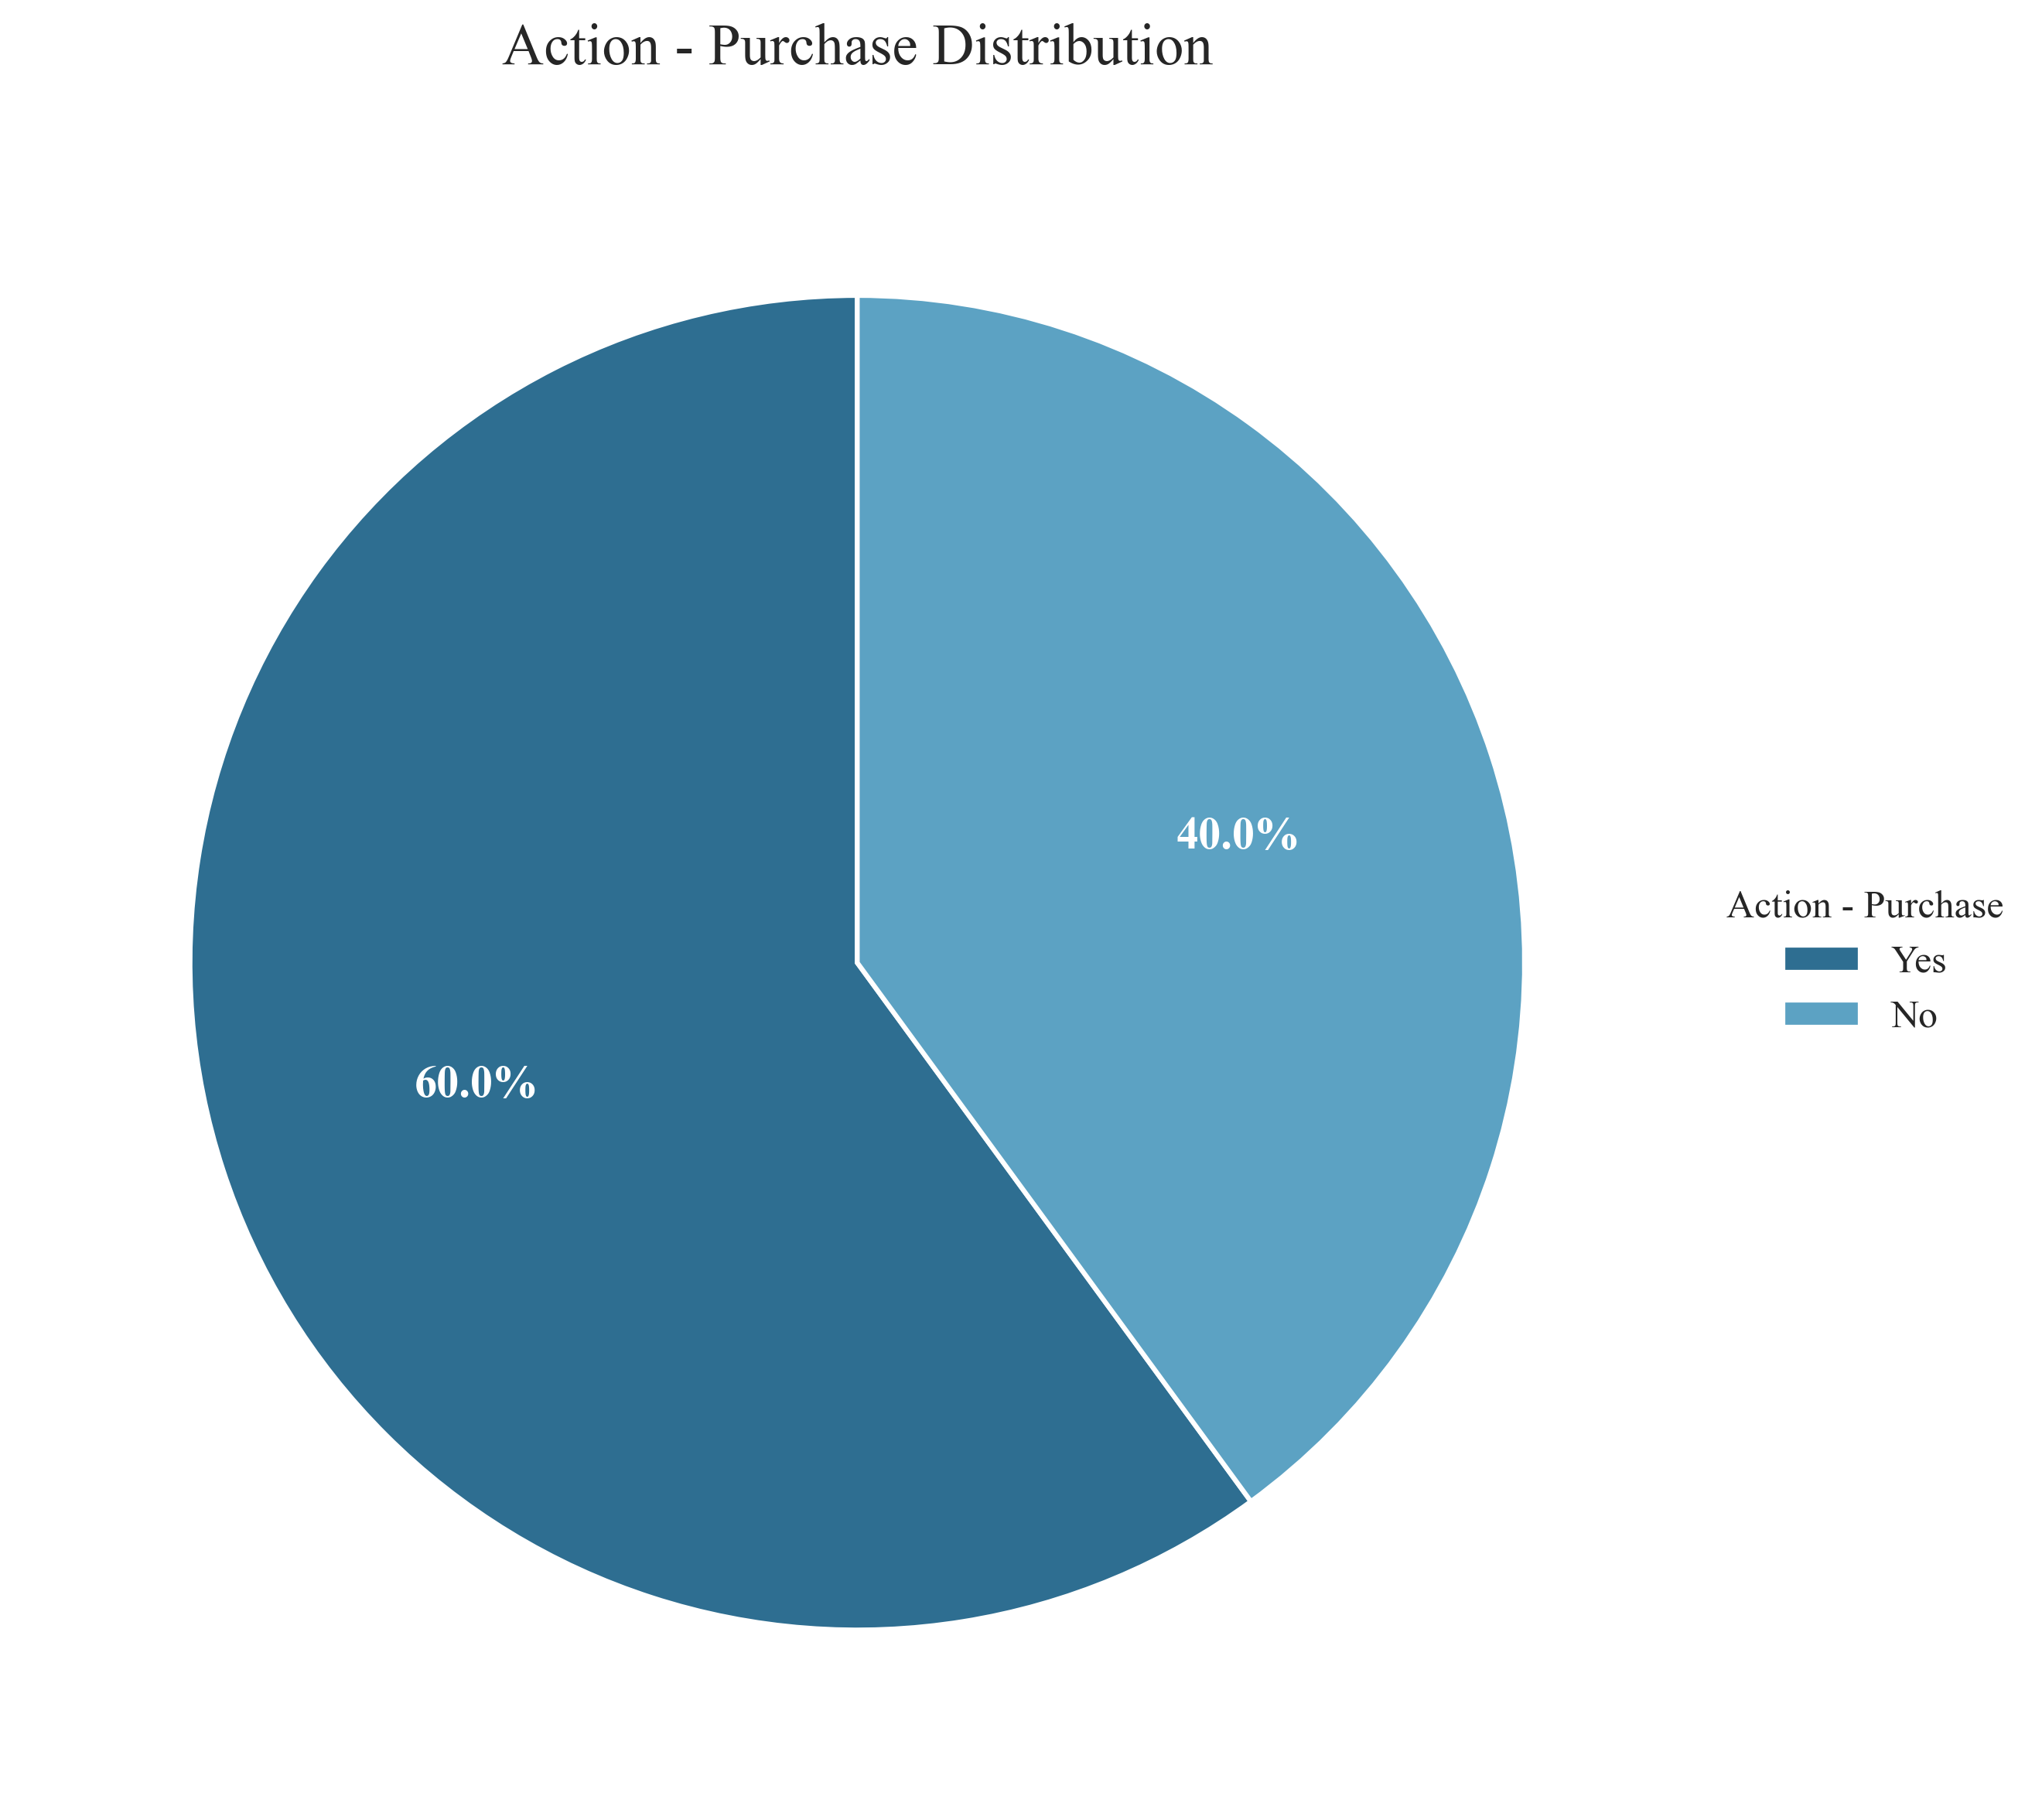 Action - Purchase Distribution
40.0%
60.0%
Action - Purchase
Yes
No